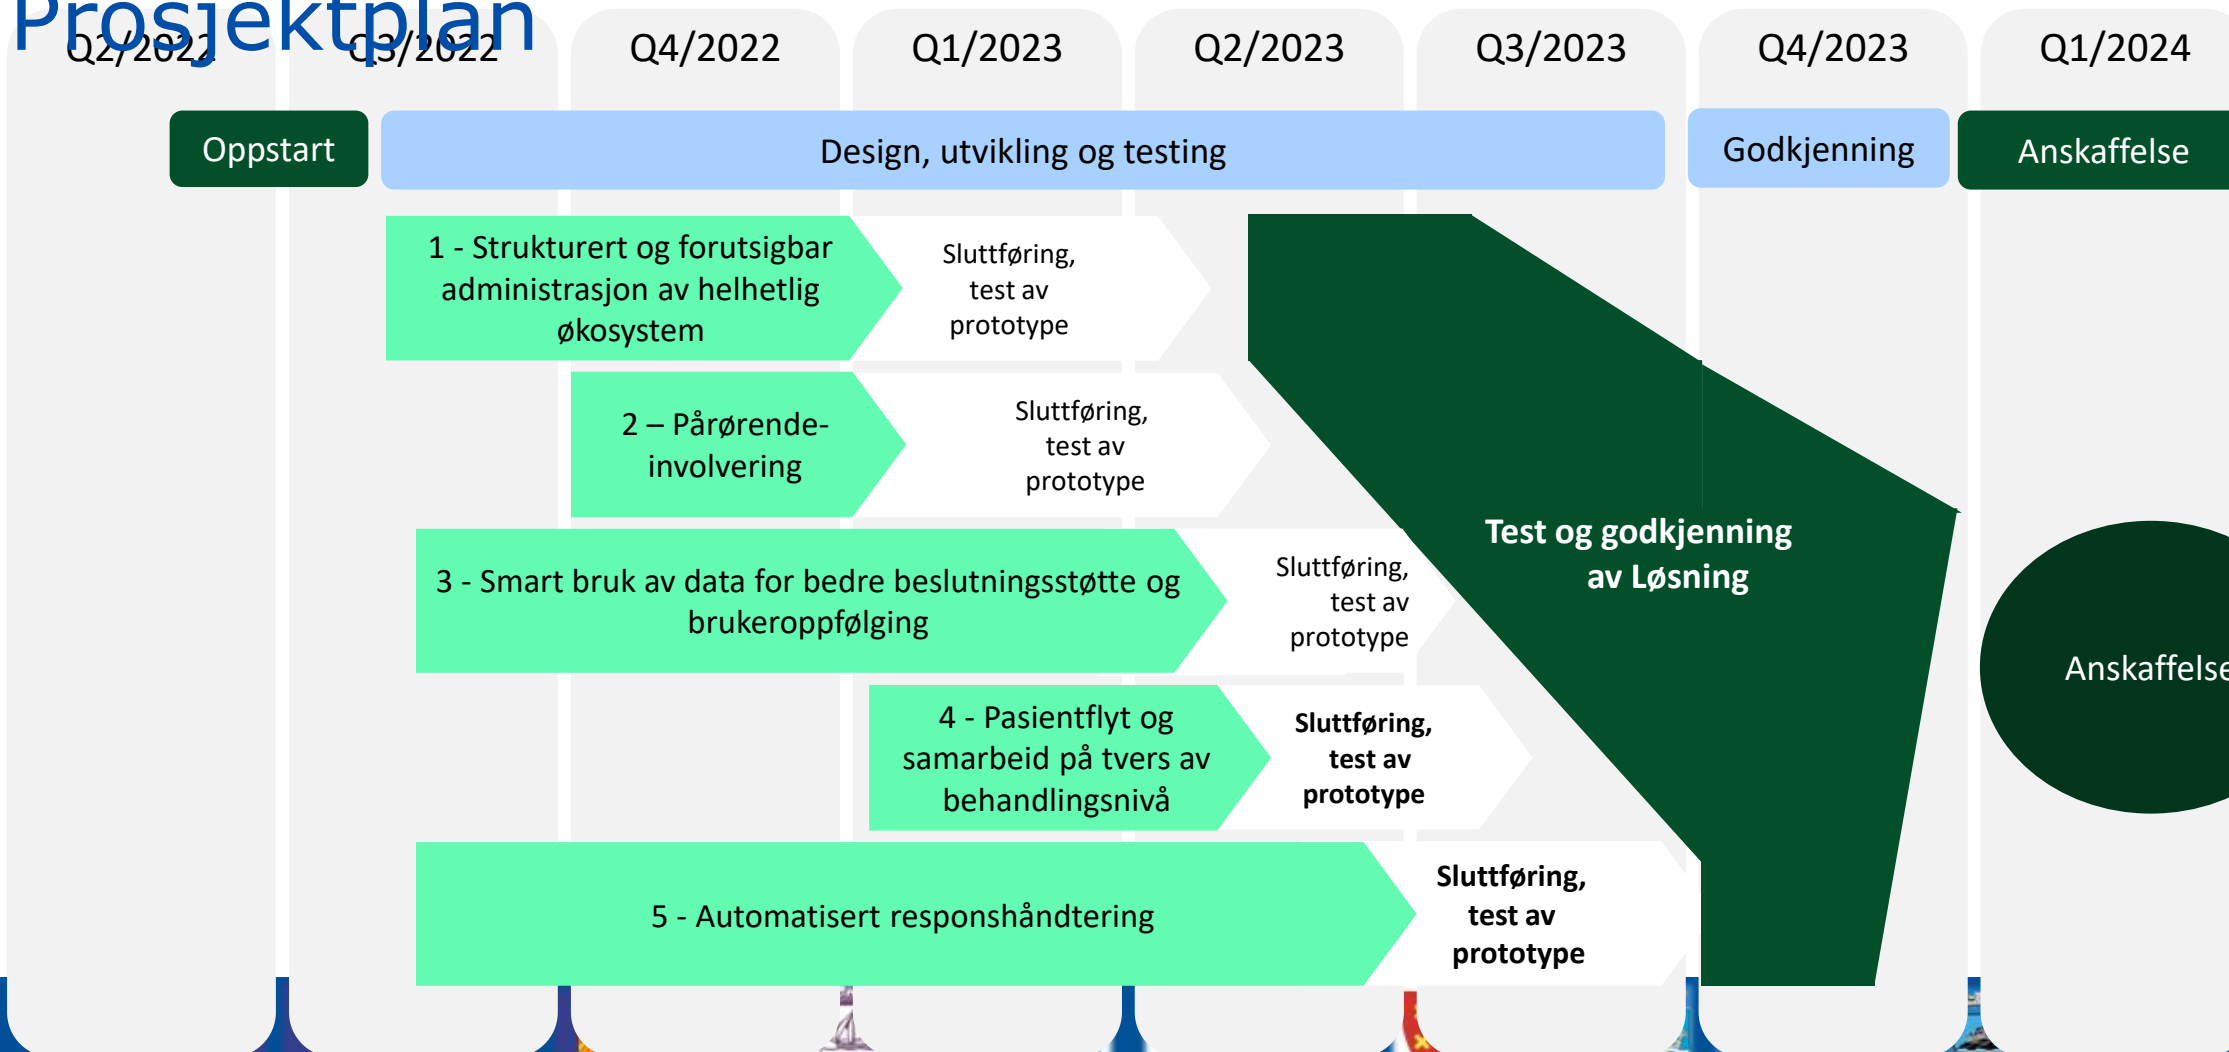 Prosjektplan
Q2/2022
Q3/2022
Q4/2022
Q1/2023
Q2/2023
Q3/2023
Q4/2023
Q1/2024
Oppstart
Design, utvikling og testing
Godkjenning
Anskaffelse
1 - Strukturert og forutsigbar
administrasjon av helhetlig
økosystem
Sluttføring,
test av
prototype
2 – Pårørende-
involvering
Sluttføring,
test av
prototype
3 - Smart bruk av data for bedre beslutningsstøtte og
brukeroppfølging
Sluttføring,
test av
prototype
Test og godkjenning
av Løsning
4 - Pasientflyt og
samarbeid på tvers av
behandlingsnivå
Sluttføring,
test av
prototype
Anskaffelse
5 - Automatisert responshåndtering
Sluttføring,
test av
prototype